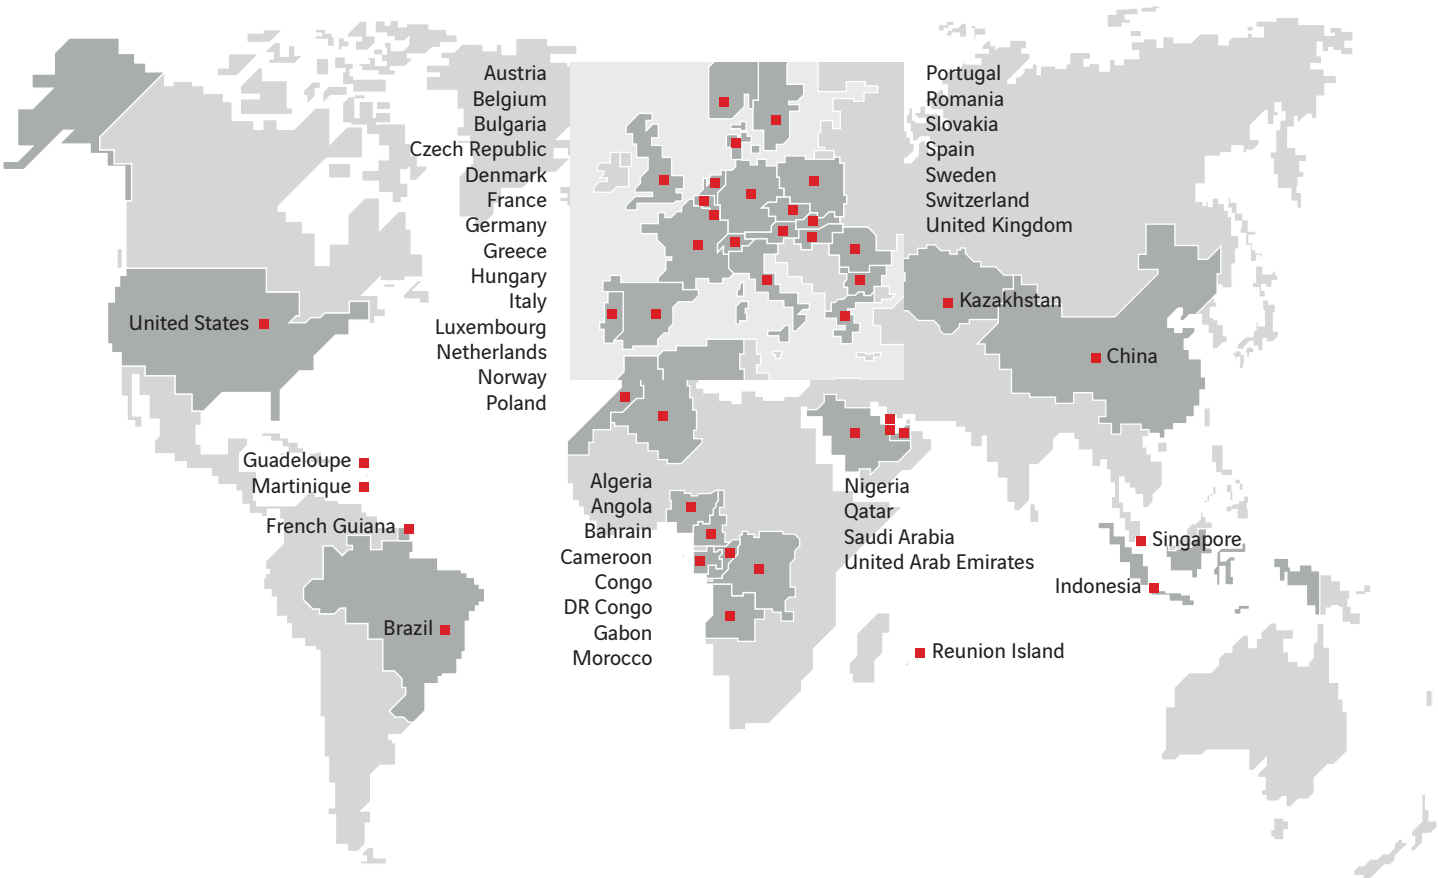 Austria
Belgium
Bulgaria
Czech Republic
Denmark
France
Germany
Greece
Hungary
Italy
Luxembourg
Netherlands
Norway
Poland
Portugal
Romania
Slovakia
Spain
Sweden
Switzerland
United Kingdom
Kazakhstan
United States
China
Guadeloupe
Martinique
French Guiana
Brazil
Algeria
Angola
Bahrain
Cameroon
Congo
DR Congo
Gabon
Morocco
Nigeria
Qatar
Saudi Arabia
United Arab Emirates
Singapore
Indonesia
Reunion Island